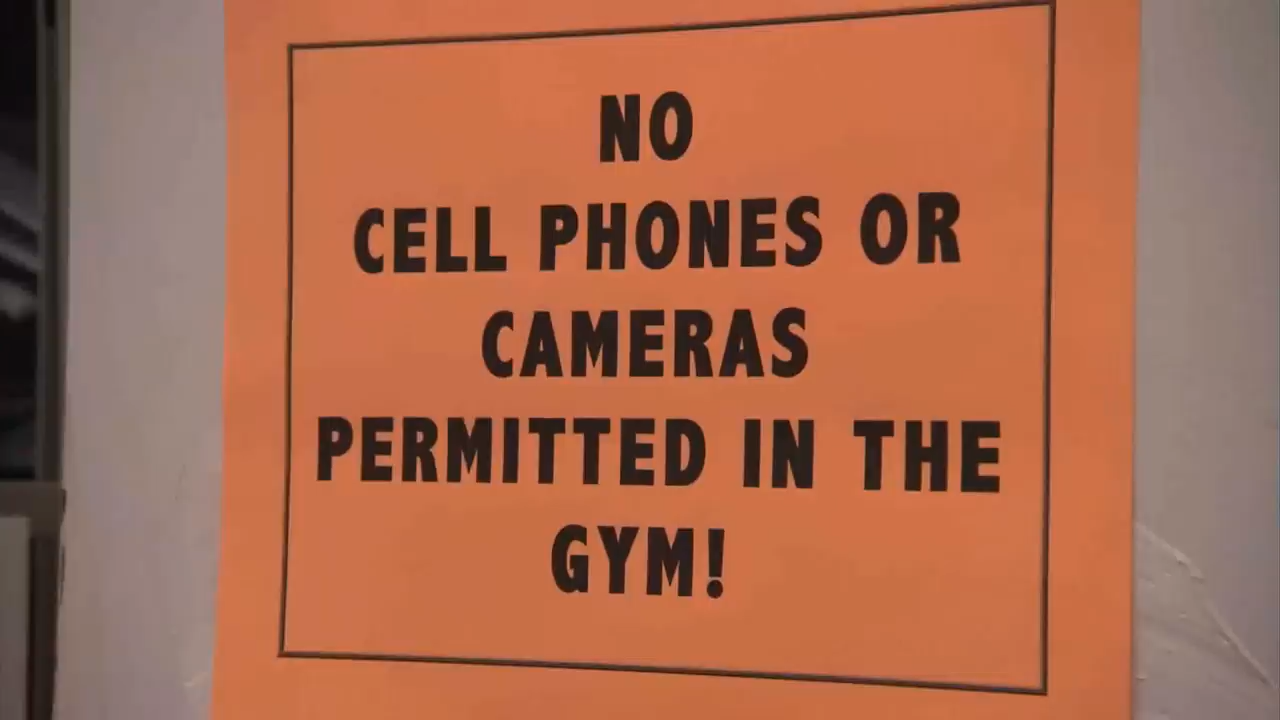 NO
CELL PHONES OR
CAMERAS
PERMITTED IN THE
GYM!